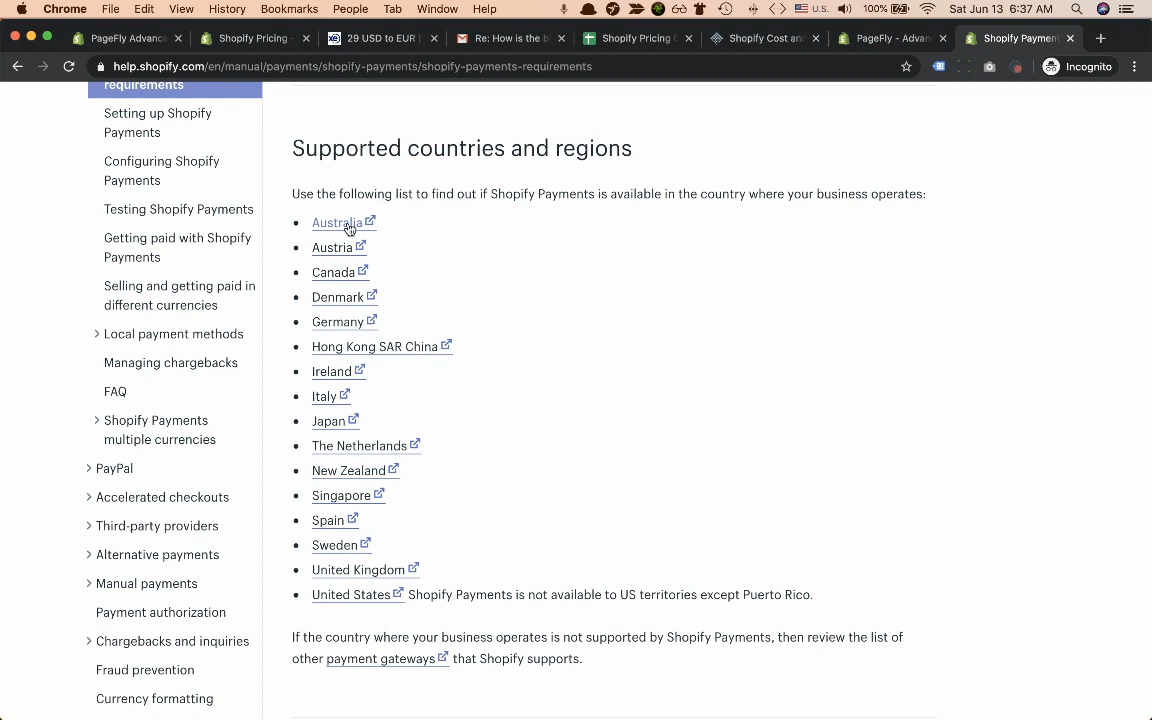 Chrome File Edit View History Bookmarks People Tab Window Help U.S. 100% Sat Jun 13 6:37 AM
PageFly Advanc Shopify Pricing - 29 USD to EUR Re: How is the b Shopify Pricing C Shopify Cost an PageFly - Advan Shopify Paymen
help.shopify.com/en/manual/payments/shopify-payments/shopify-payments-requirements Incognito
requirements
Setting up Shopify
Payments
Configuring Shopify
Payments
Testing Shopify Payments
Getting paid with Shopify
Payments
Selling and getting paid in
different currencies
Local payment methods
Managing chargebacks
FAQ
Shopify Payments
multiple currencies
PayPal
Accelerated checkouts
Third-party providers
Alternative payments
Manual payments
Payment authorization
Chargebacks and inquiries
Fraud prevention
Currency formatting
Supported countries and regions
Use the following list to find out if Shopify Payments is available in the country where your business operates:
Australia
Austria
Canada
Denmark
Germany
Hong Kong SAR China
Ireland
Italy
Japan
The Netherlands
New Zealand
Singapore
Spain
Sweden
United Kingdom
United States Shopify Payments is not available to US territories except Puerto Rico.
If the country where your business operates is not supported by Shopify Payments, then review the list of
other payment gateways that Shopify supports.